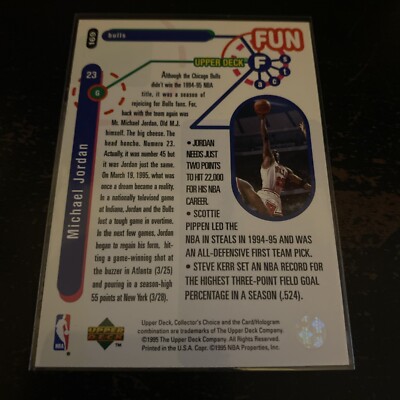 169
bulls
FUN
FACTS
UPPER DECK
23
G
Michael Jordan
Although the Chicago Bulls
didn't win the 1994-95 NBA
title, it was a season of
rejoicing for Bulls fans. For,
back with the team again was
Mr. Michael Jordan. Old M.J.
himself. The big cheese. The
head honcho. Numero 23.
Actually, it was number 45 but
it was Jordan just the same.
On March 19, 1995, what was
once a dream became a reality.
In a nationally televised game
at Indiana, Jordan and the Bulls
lost a tough game in overtime.
In the next few games, Jordan
began to regain his form, hit-
ting a game-winning shot at
the buzzer in Atlanta (3/25)
and pouring in a season-high
55 points at New York (3/28).
• JORDAN
NEEDS JUST
TWO POINTS
TO HIT 22,000
FOR HIS NBA
CAREER.
• SCOTTIE
PIPPEN LED THE
NBA IN STEALS IN 1994-95 AND WAS
AN ALL-DEFENSIVE FIRST TEAM PICK.
• STEVE KERR SET AN NBA RECORD FOR
THE HIGHEST THREE-POINT FIELD GOAL
PERCENTAGE IN A SEASON (.524).
NBA
UPPER DECK
TM
Upper Deck, Collector's Choice and the Card/Hologram
combination are trademarks of The Upper Deck Company.
©1995 The Upper Deck Company. All Rights Reserved.
Printed in the U.S.A. Copr. ©1995 NBA Properties, Inc.